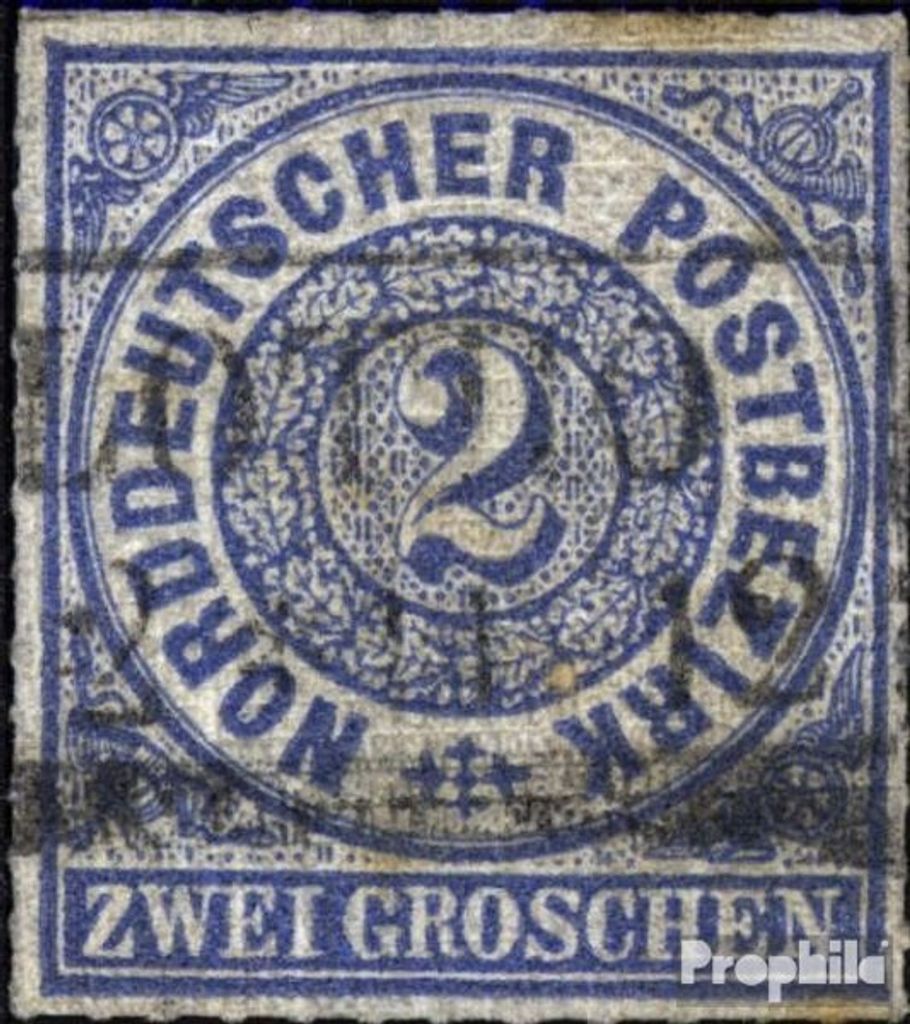 NORDDEUTSCHER POSTBEZIRK
2
ZWEI GROSCHEN
Prophila